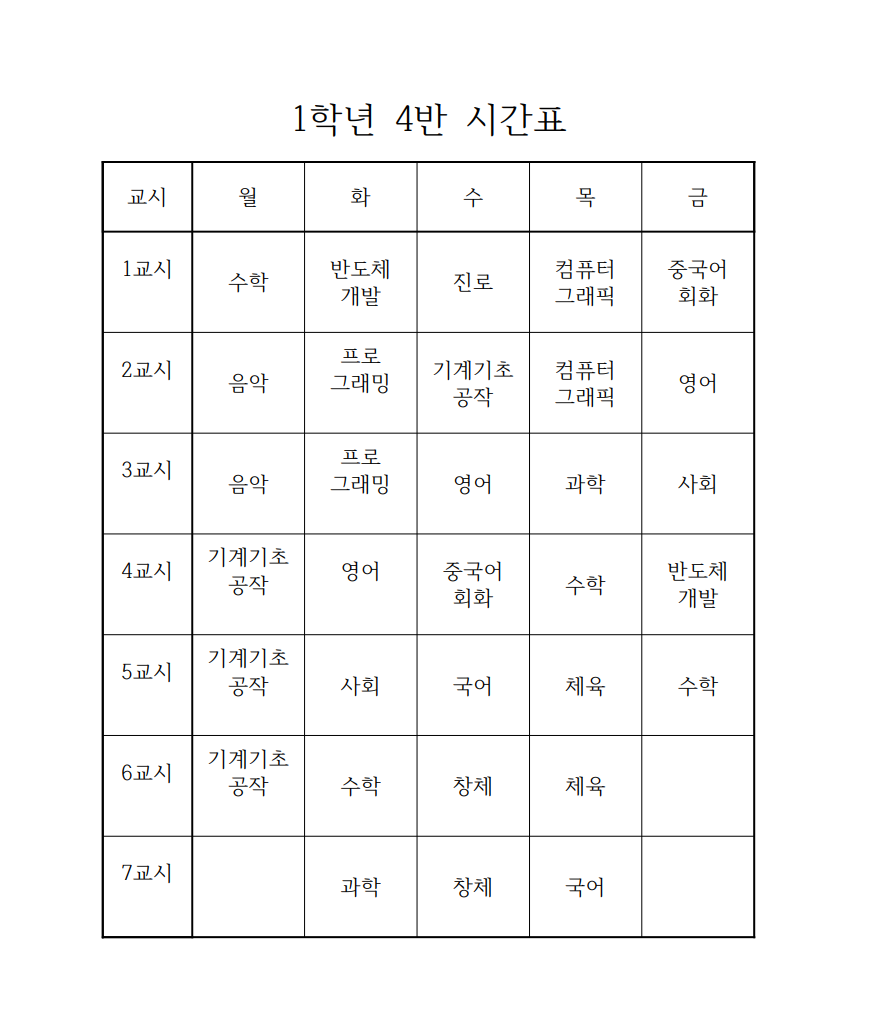 1학년 4반 시간표
교시 월 화 수 목 금
1교시 수학 반도체 개발 진로 컴퓨터 그래픽 중국어 회화
2교시 음악 프로 그래밍 기계기초 공작 컴퓨터 그래픽 영어
3교시 음악 프로 그래밍 영어 과학 사회
4교시 기계기초 공작 영어 중국어 회화 수학 반도체 개발
5교시 기계기초 공작 사회 국어 체육 수학
6교시 기계기초 공작 수학 창체 체육
7교시 과학 창체 국어